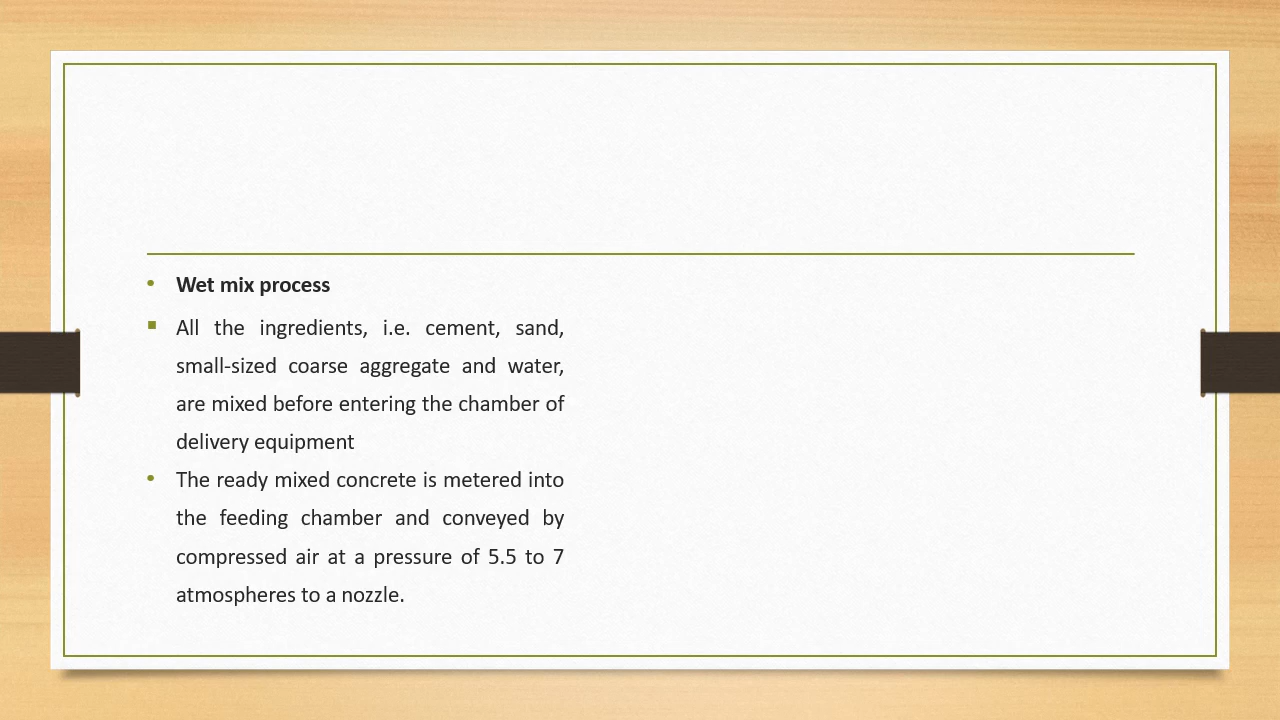 Wet mix process
All the ingredients, i.e. cement, sand,
small-sized coarse aggregate and water,
are mixed before entering the chamber of
delivery equipment
The ready mixed concrete is metered into
the feeding chamber and conveyed by
compressed air at a pressure of 5.5 to 7
atmospheres to a nozzle.